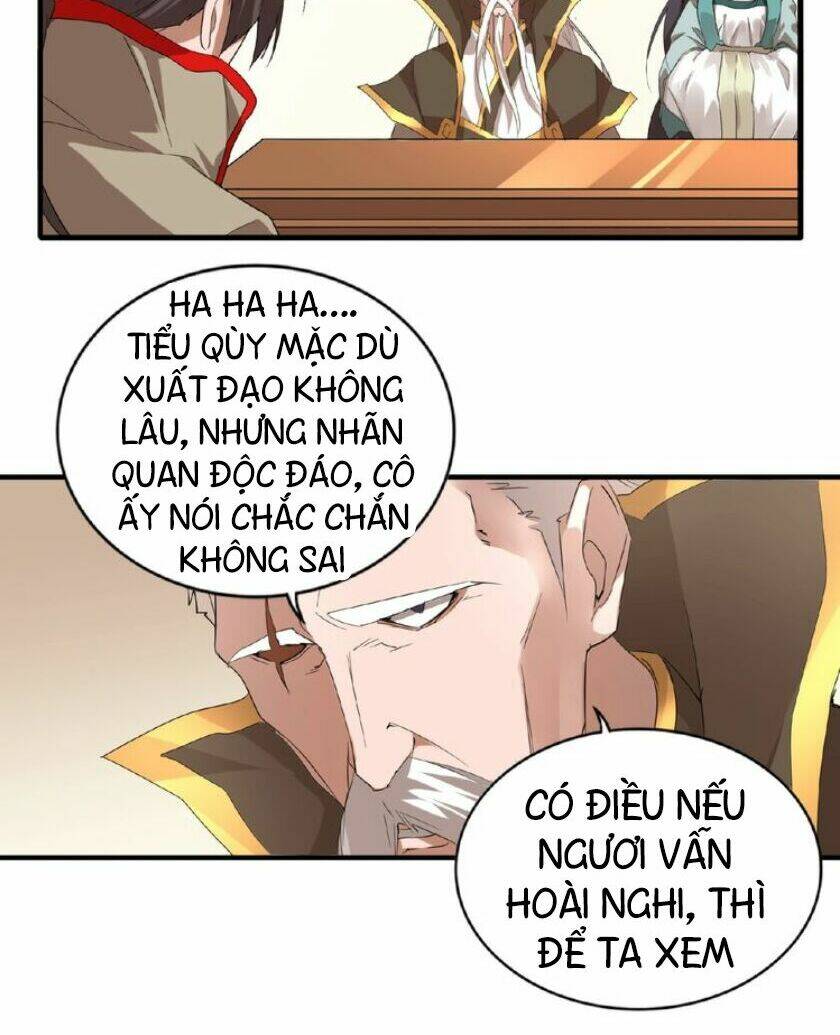 HA HA HA....
TIỂU QÙY MẶC DÙ
XUẤT ĐẠO KHÔNG
LÂU, NHƯNG NHÃN
QUAN ĐỘC ĐÁO, CÔ
ẤY NÓI CHẮC CHẮN
KHÔNG SAI
CÓ ĐIỀU NẾU
NGƯƠI VẪN
HOÀI NGHI, THÌ
ĐỂ TA XEM